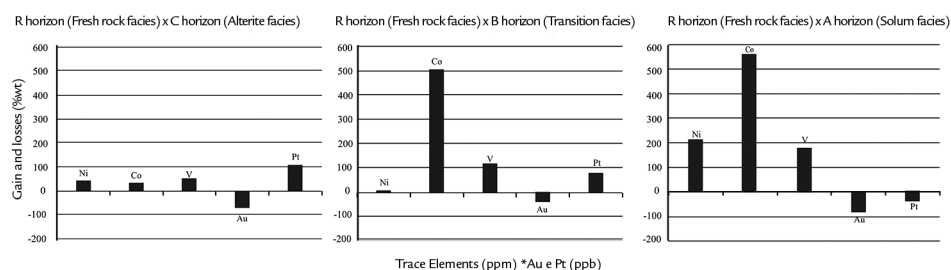 R horizon (Fresh rock facies) x C horizon (Alterite facies)
R horizon (Fresh rock facies) x B horizon (Transition facies)
R horizon (Fresh rock facies) x A horizon (Solum facies)
Gain and losses (%wt)
600
500
400
300
200
100
0
-100
-200
Ni
Co
V
Au
Pt
600
500
400
300
200
100
0
-100
-200
Ni
Co
V
Au
Pt
600
500
400
300
200
100
0
-100
-200
Ni
Co
V
Au
Pt
Trace Elements (ppm) *Au e Pt (ppb)